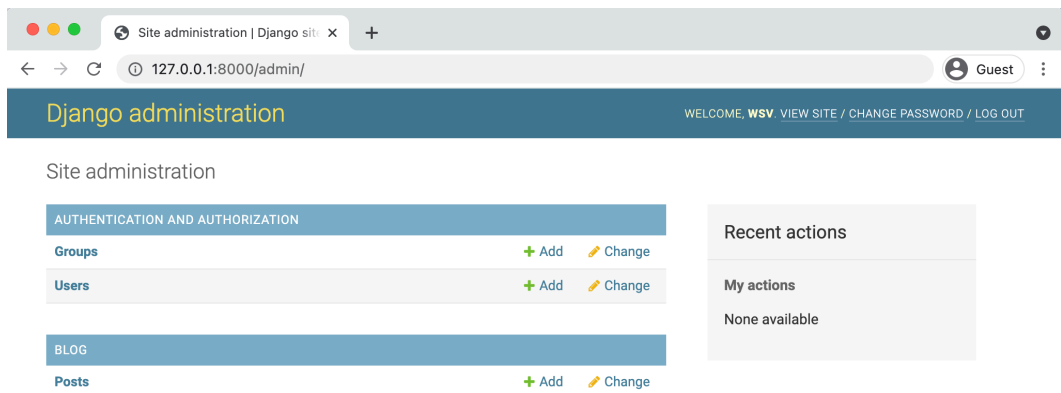 Site administration | Django sit
127.0.0.1:8000/admin/
Guest
Django administration
WELCOME, WSV. VIEW SITE / CHANGE PASSWORD / LOG OUT
Site administration
AUTHENTICATION AND AUTHORIZATION
Groups Add Change
Users Add Change
BLOG
Posts Add Change
Recent actions
My actions
None available